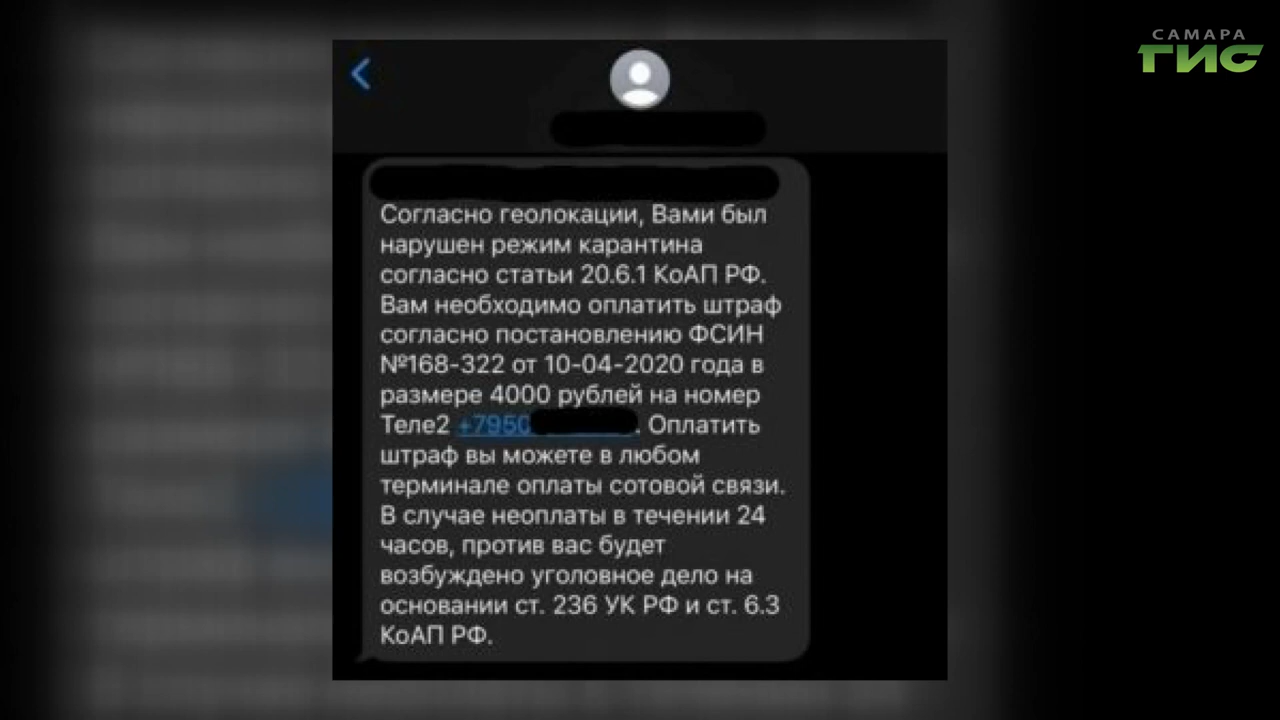 САМАРА
ГИС
Согласно геолокации, Вами был
нарушен режим карантина
согласно статьи 20.6.1 КоАП РФ.
Вам необходимо оплатить штраф
согласно постановлению ФСИН
№168-322 от 10-04-2020 года в
размере 4000 рублей на номер
Теле2 +7950 . Оплатить
штраф вы можете в любом
терминале оплаты сотовой связи.
В случае неоплаты в течении 24
часов, против вас будет
возбуждено уголовное дело на
основании ст. 236 УК РФ и ст. 6.3
КоАП РФ.